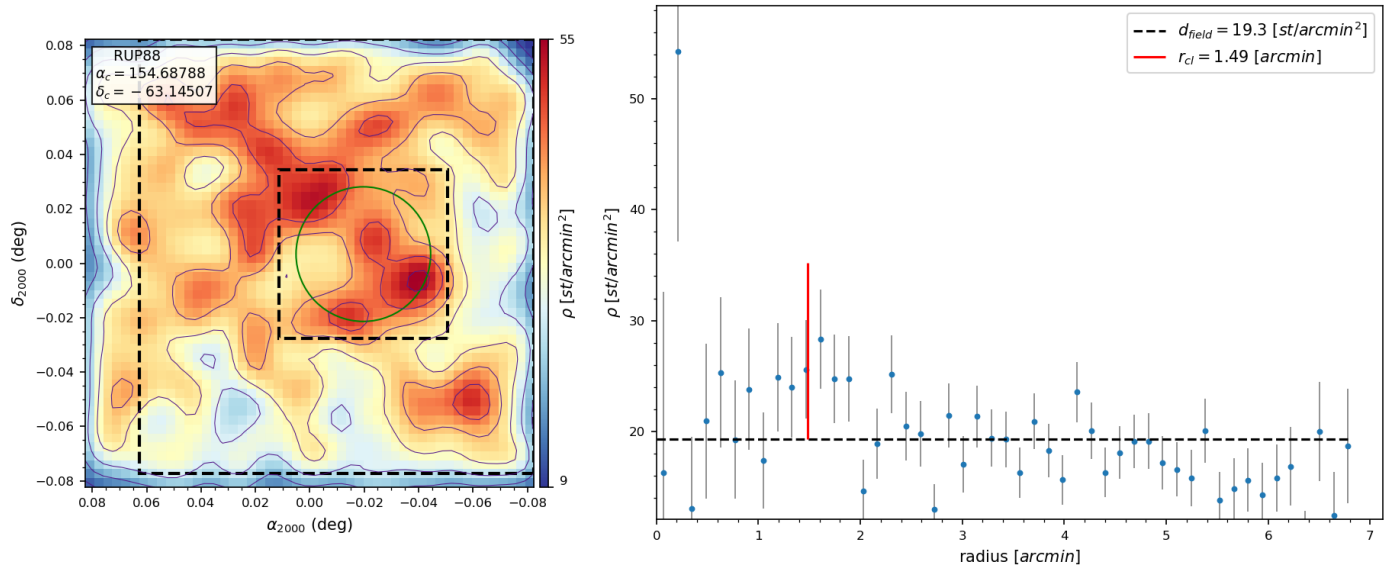 RUP88
α_c = 154.68788
δ_c = −63.14507
0.08
0.06
0.04
0.02
0.00
−0.02
−0.04
−0.06
−0.08
δ2000 (deg)
0.08 0.06 0.04 0.02 0.00 −0.02 −0.04 −0.06 −0.08
α2000 (deg)
55
ρ [st/arcmin²]
9
d_field = 19.3 [st/arcmin²]
r_cl = 1.49 [arcmin]
50
40
30
20
ρ [st/arcmin²]
0 1 2 3 4 5 6 7
radius [arcmin]